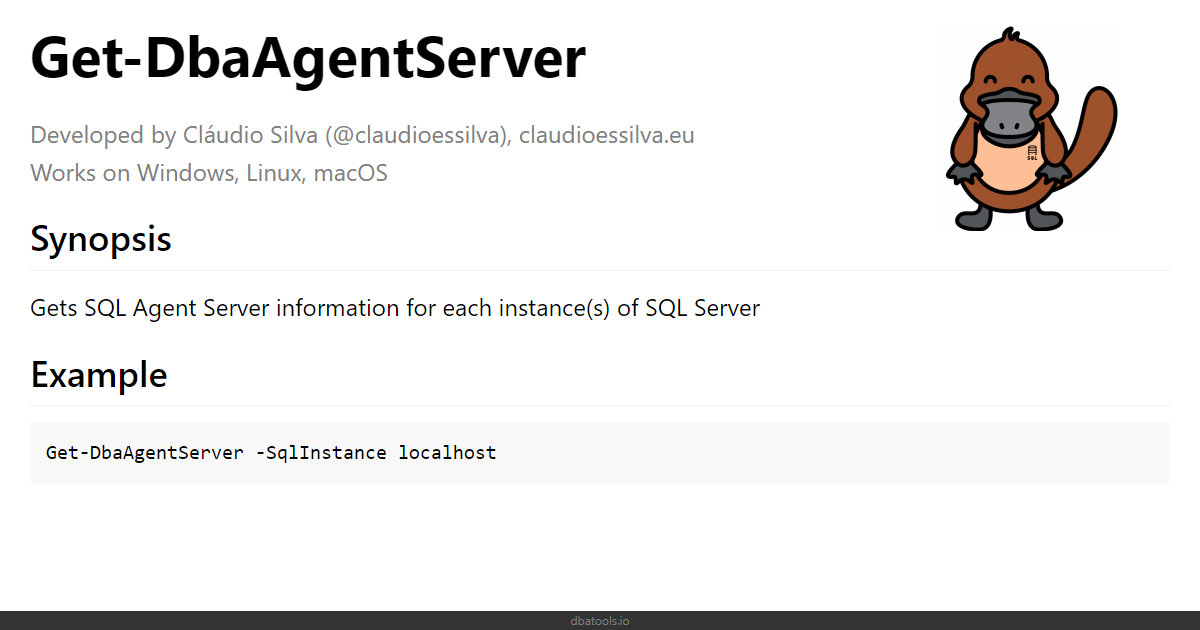 Get-DbaAgentServer
Developed by Cláudio Silva (@claudioessilva), claudioessilva.eu
Works on Windows, Linux, macOS
SQL
Synopsis
Gets SQL Agent Server information for each instance(s) of SQL Server
Example
Get-DbaAgentServer -SqlInstance localhost
dbatools.io